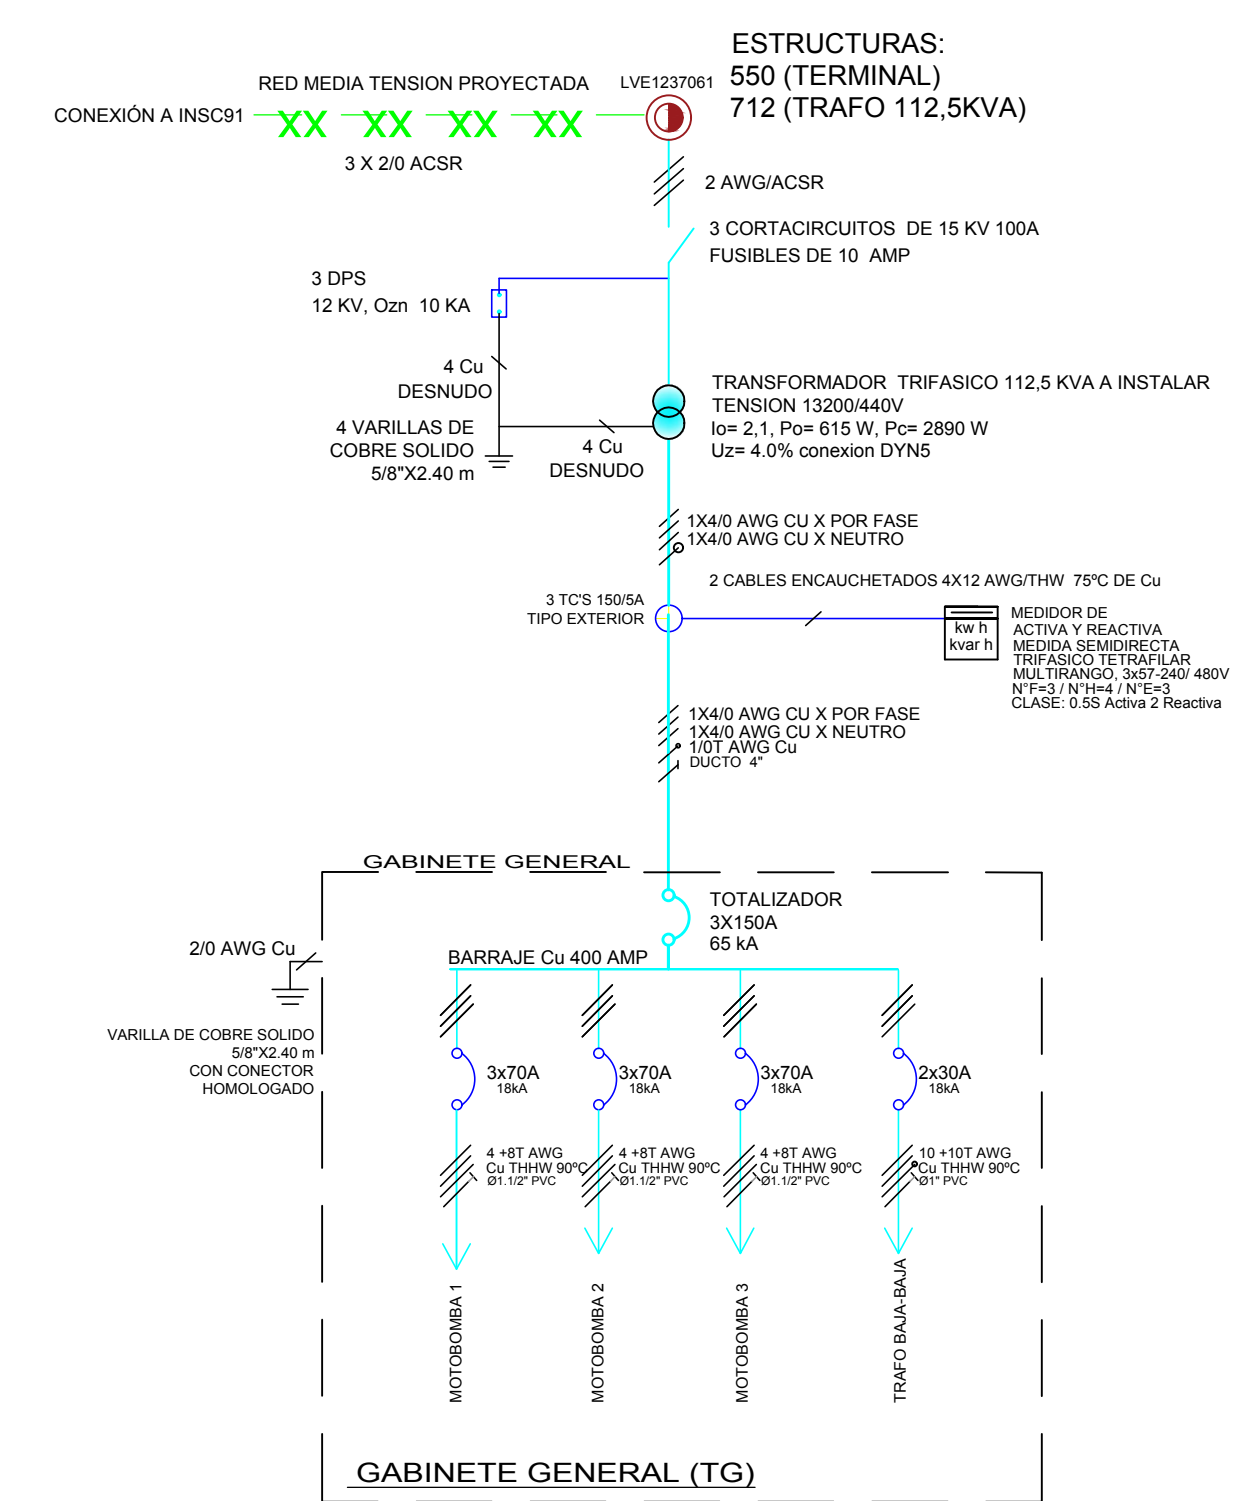 ESTRUCTURAS:
550 (TERMINAL)
712 (TRAFO 112,5KVA)
RED MEDIA TENSION PROYECTADA
LVE1237061
CONEXIÓN A INSC91
XX XX XX XX
3 X 2/0 ACSR
2 AWG/ACSR
3 CORTACIRCUITOS DE 15 KV 100A
FUSIBLES DE 10 AMP
3 DPS
12 KV, Ozn 10 KA
4 Cu
DESNUDO
4 VARILLAS DE
COBRE SOLIDO
5/8"X2.40 m
4 Cu
DESNUDO
TRANSFORMADOR TRIFASICO 112,5 KVA A INSTALAR
TENSION 13200/440V
Io= 2,1, Po= 615 W, Pc= 2890 W
Uz= 4.0% conexion DYN5
1X4/0 AWG CU X POR FASE
1X4/0 AWG CU X NEUTRO
2 CABLES ENCAUCHETADOS 4X12 AWG/THW 75ºC DE Cu
3 TC'S 150/5A
TIPO EXTERIOR
kw h
kvar h
MEDIDOR DE
ACTIVA Y REACTIVA
MEDIDA SEMIDIRECTA
TRIFASICO TETRAFILAR
MULTIRANGO, 3x57-240/ 480V
N°F=3 / N°H=4 / N°E=3
CLASE: 0.5S Activa 2 Reactiva
1X4/0 AWG CU X POR FASE
1X4/0 AWG CU X NEUTRO
1/0T AWG Cu
DUCTO 4"
GABINETE GENERAL
TOTALIZADOR
3X150A
65 kA
2/0 AWG Cu
BARRAJE Cu 400 AMP
VARILLA DE COBRE SOLIDO
5/8"X2.40 m
CON CONECTOR
HOMOLOGADO
3x70A
18kA
3x70A
18kA
3x70A
18kA
2x30A
18kA
4 +8T AWG
Cu THHW 90ºC
Ø1.1/2" PVC
4 +8T AWG
Cu THHW 90ºC
Ø1.1/2" PVC
4 +8T AWG
Cu THHW 90ºC
Ø1.1/2" PVC
10 +10T AWG
Cu THHW 90ºC
Ø1" PVC
MOTOBOMBA 1
MOTOBOMBA 2
MOTOBOMBA 3
TRAFO BAJA-BAJA
GABINETE GENERAL (TG)